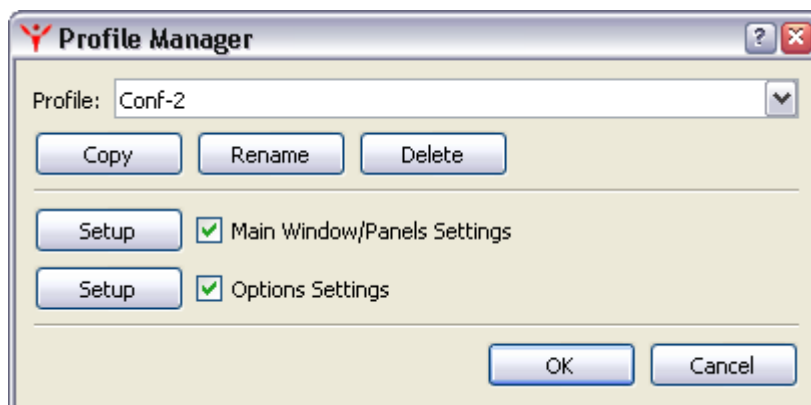 Profile Manager
Profile: Conf-2
Copy Rename Delete
Setup Main Window/Panels Settings
Setup Options Settings
OK Cancel